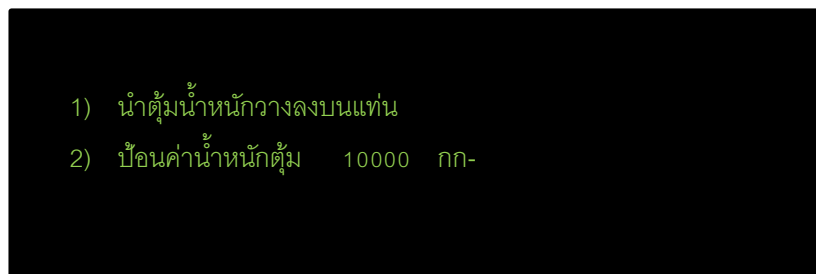 1) นำตุ้มน้ำหนักวางลงบนแท่น
2) ป้อนค่าน้ำหนักตุ้ม 10000 กก-